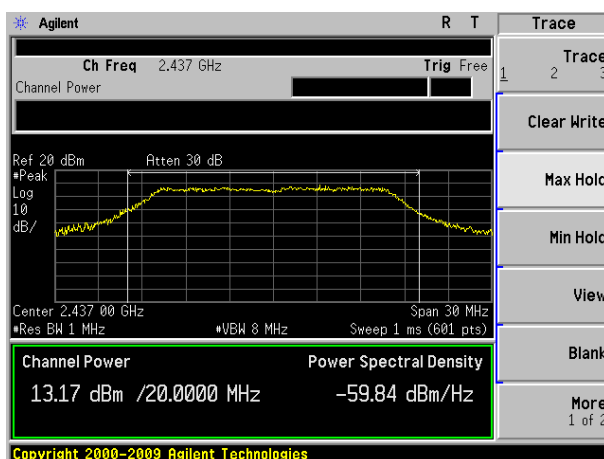 Agilent R T Trace
Ch Freq 2.437 GHz Trig Free
Channel Power
Trace
1 2 3
Clear Write
Max Hold
Min Hold
View
Blank
More
1 of 2
Ref 20 dBm Atten 30 dB
#Peak
Log
10
dB/
Center 2.437 00 GHz Span 30 MHz
#Res BW 1 MHz #VBW 8 MHz Sweep 1 ms (601 pts)
Channel Power Power Spectral Density
13.17 dBm /20.0000 MHz -59.84 dBm/Hz
Copyright 2000-2009 Agilent Technologies